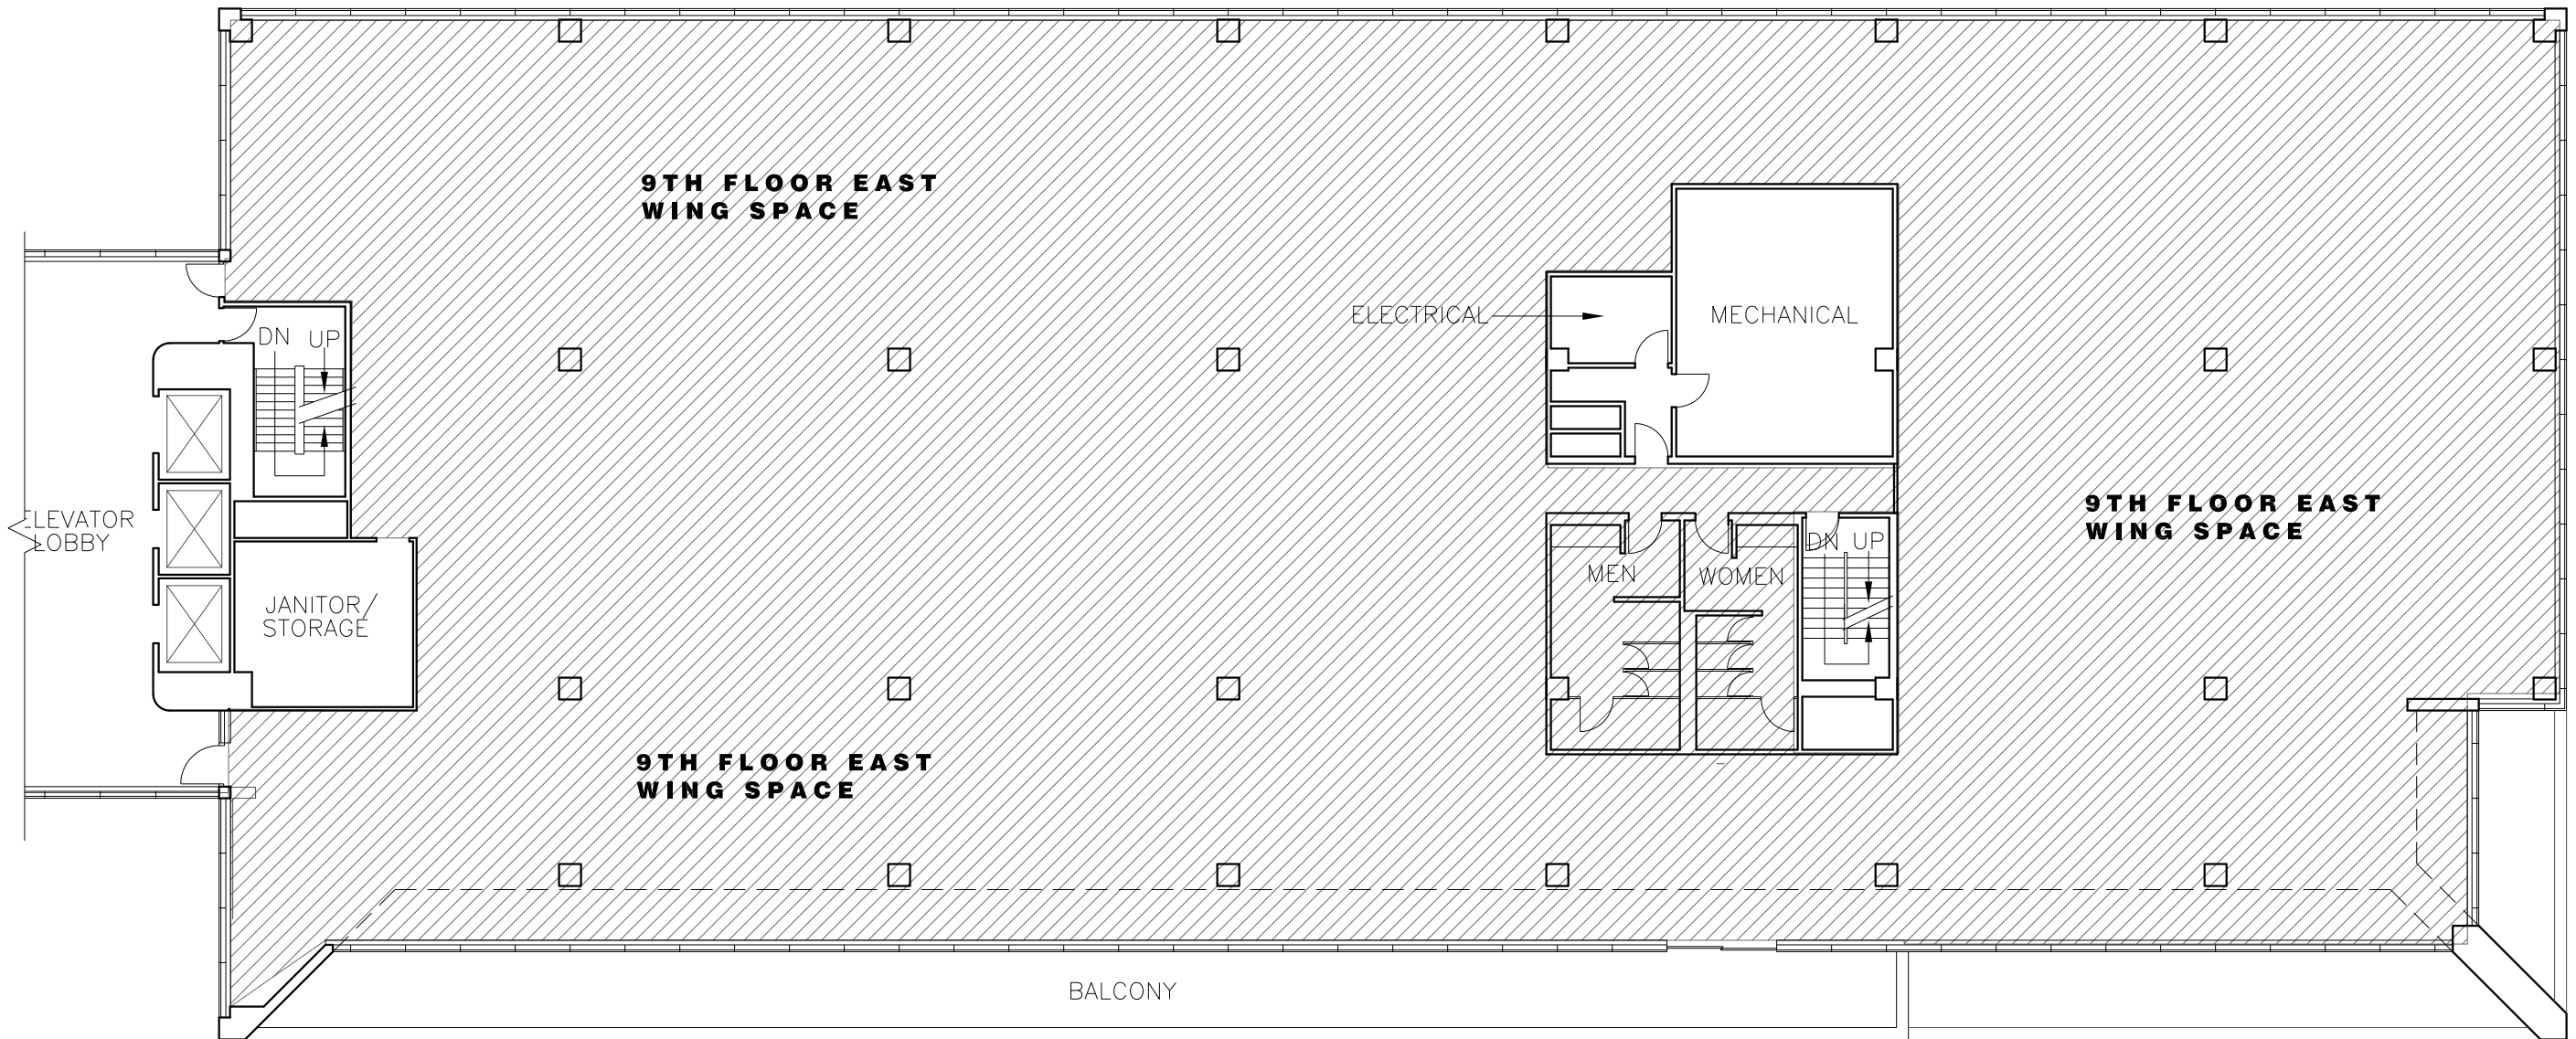 9TH FLOOR EAST
WING SPACE
ELECTRICAL
MECHANICAL
DN UP
ELEVATOR
LOBBY
9TH FLOOR EAST
WING SPACE
DN UP
MEN
WOMEN
JANITOR/
STORAGE
9TH FLOOR EAST
WING SPACE
BALCONY